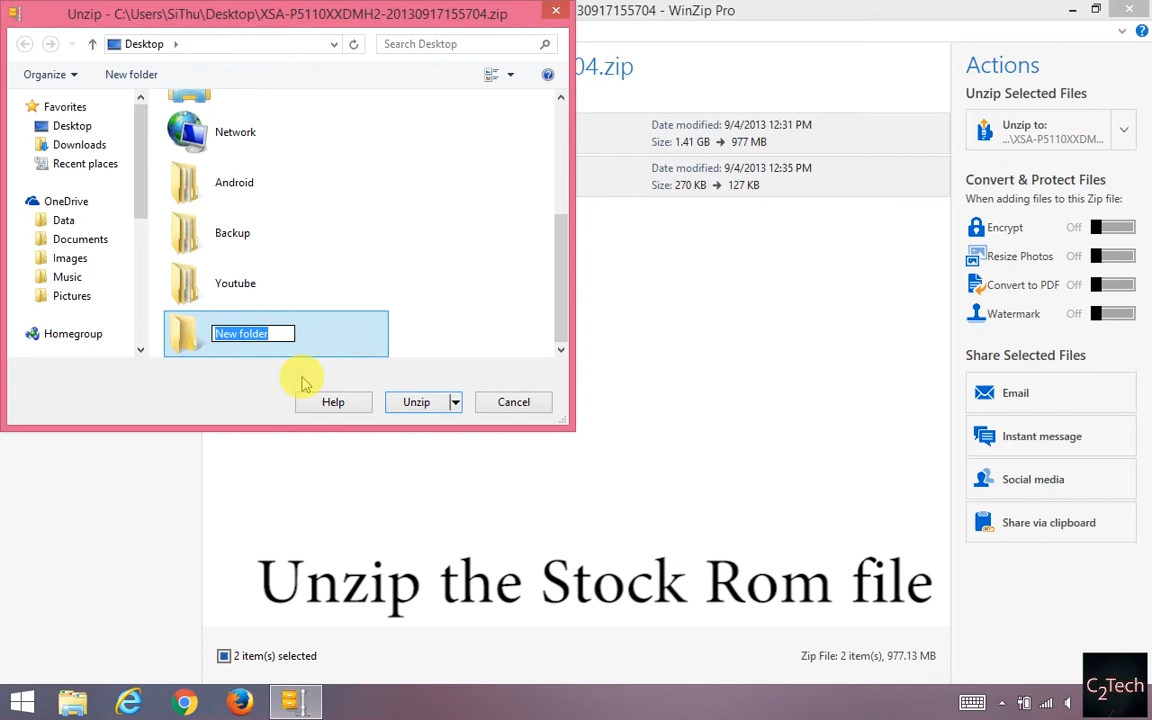 Unzip - C:\Users\SiThu\Desktop\XSA-P5110XXDMH2-20130917155704.zip
30917155704.zip - WinZip Pro
Desktop
Search Desktop
04.zip
Organize
New folder
Favorites
Desktop
Downloads
Recent places
OneDrive
Data
Documents
Images
Music
Pictures
Homegroup
Network
Android
Backup
Youtube
New folder
Help
Unzip
Cancel
Date modified: 9/4/2013 12:31 PM
Size: 1.41 GB → 977 MB
Date modified: 9/4/2013 12:35 PM
Size: 270 KB → 127 KB
Actions
Unzip Selected Files
Unzip to:
...\XSA-P5110XXDM...
Convert & Protect Files
When adding files to this Zip file:
Encrypt Off
Resize Photos Off
Convert to PDF Off
Watermark Off
Share Selected Files
Email
Instant message
Social media
Share via clipboard
Unzip the Stock Rom file
2 item(s) selected
Zip File: 2 item(s), 977.13 MB
C2Tech